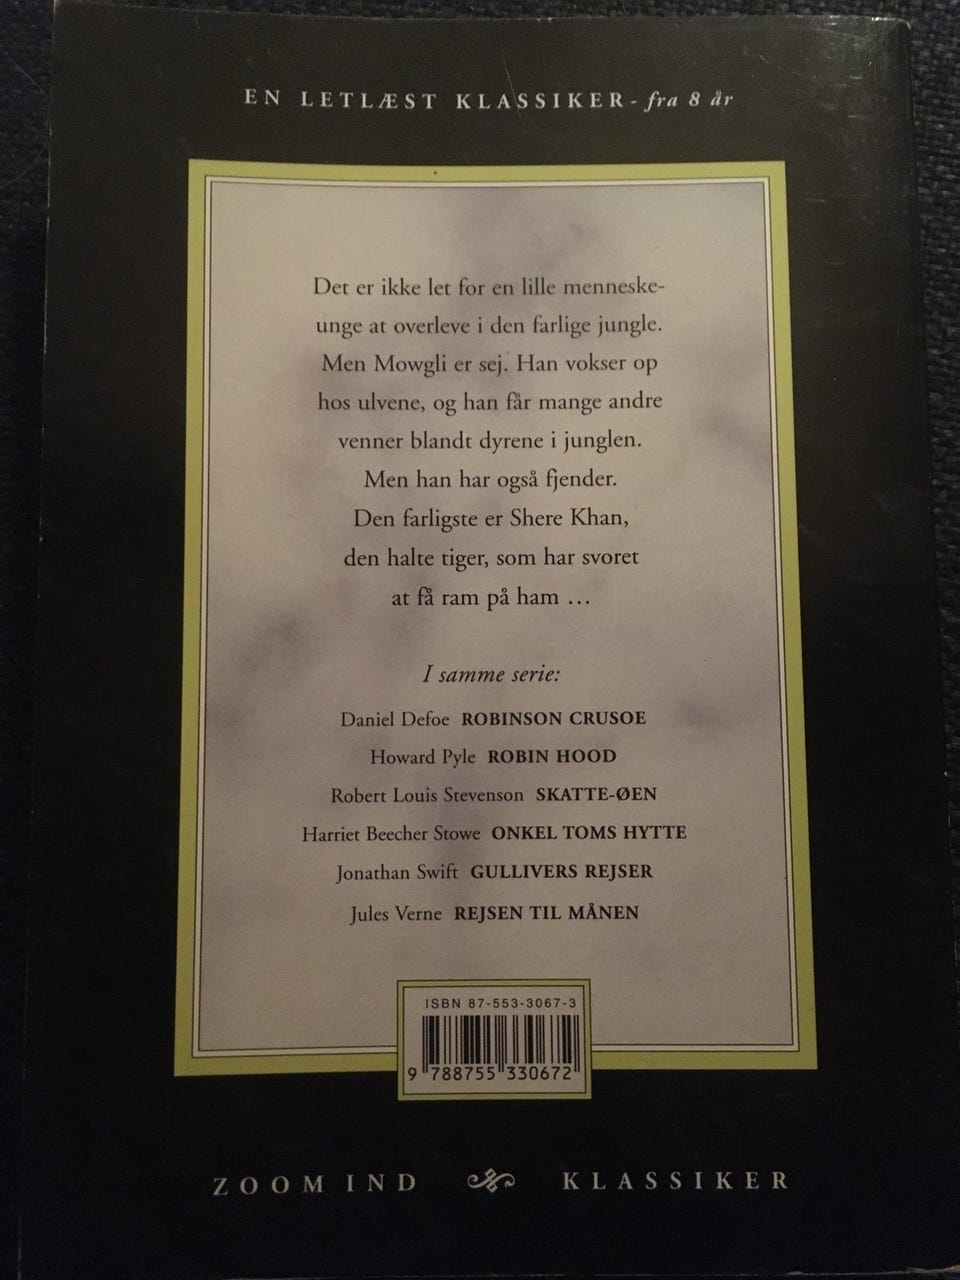 EN LETLÆST KLASSIKER - fra 8 år
Det er ikke let for en lille menneske-
unge at overleve i den farlige jungle.
Men Mowgli er sej. Han vokser op
hos ulvene, og han får mange andre
venner blandt dyrene i junglen.
Men han har også fjender.
Den farligste er Shere Khan,
den halte tiger, som har svoret
at få ram på ham ...
I samme serie:
Daniel Defoe ROBINSON CRUSOE
Howard Pyle ROBIN HOOD
Robert Louis Stevenson SKATTE-ØEN
Harriet Beecher Stowe ONKEL TOMS HYTTE
Jonathan Swift GULLIVERS REJSER
Jules Verne REJSEN TIL MÅNEN
ISBN 87-553-3067-3
9 788755 330672
ZOOM IND KLASSIKER